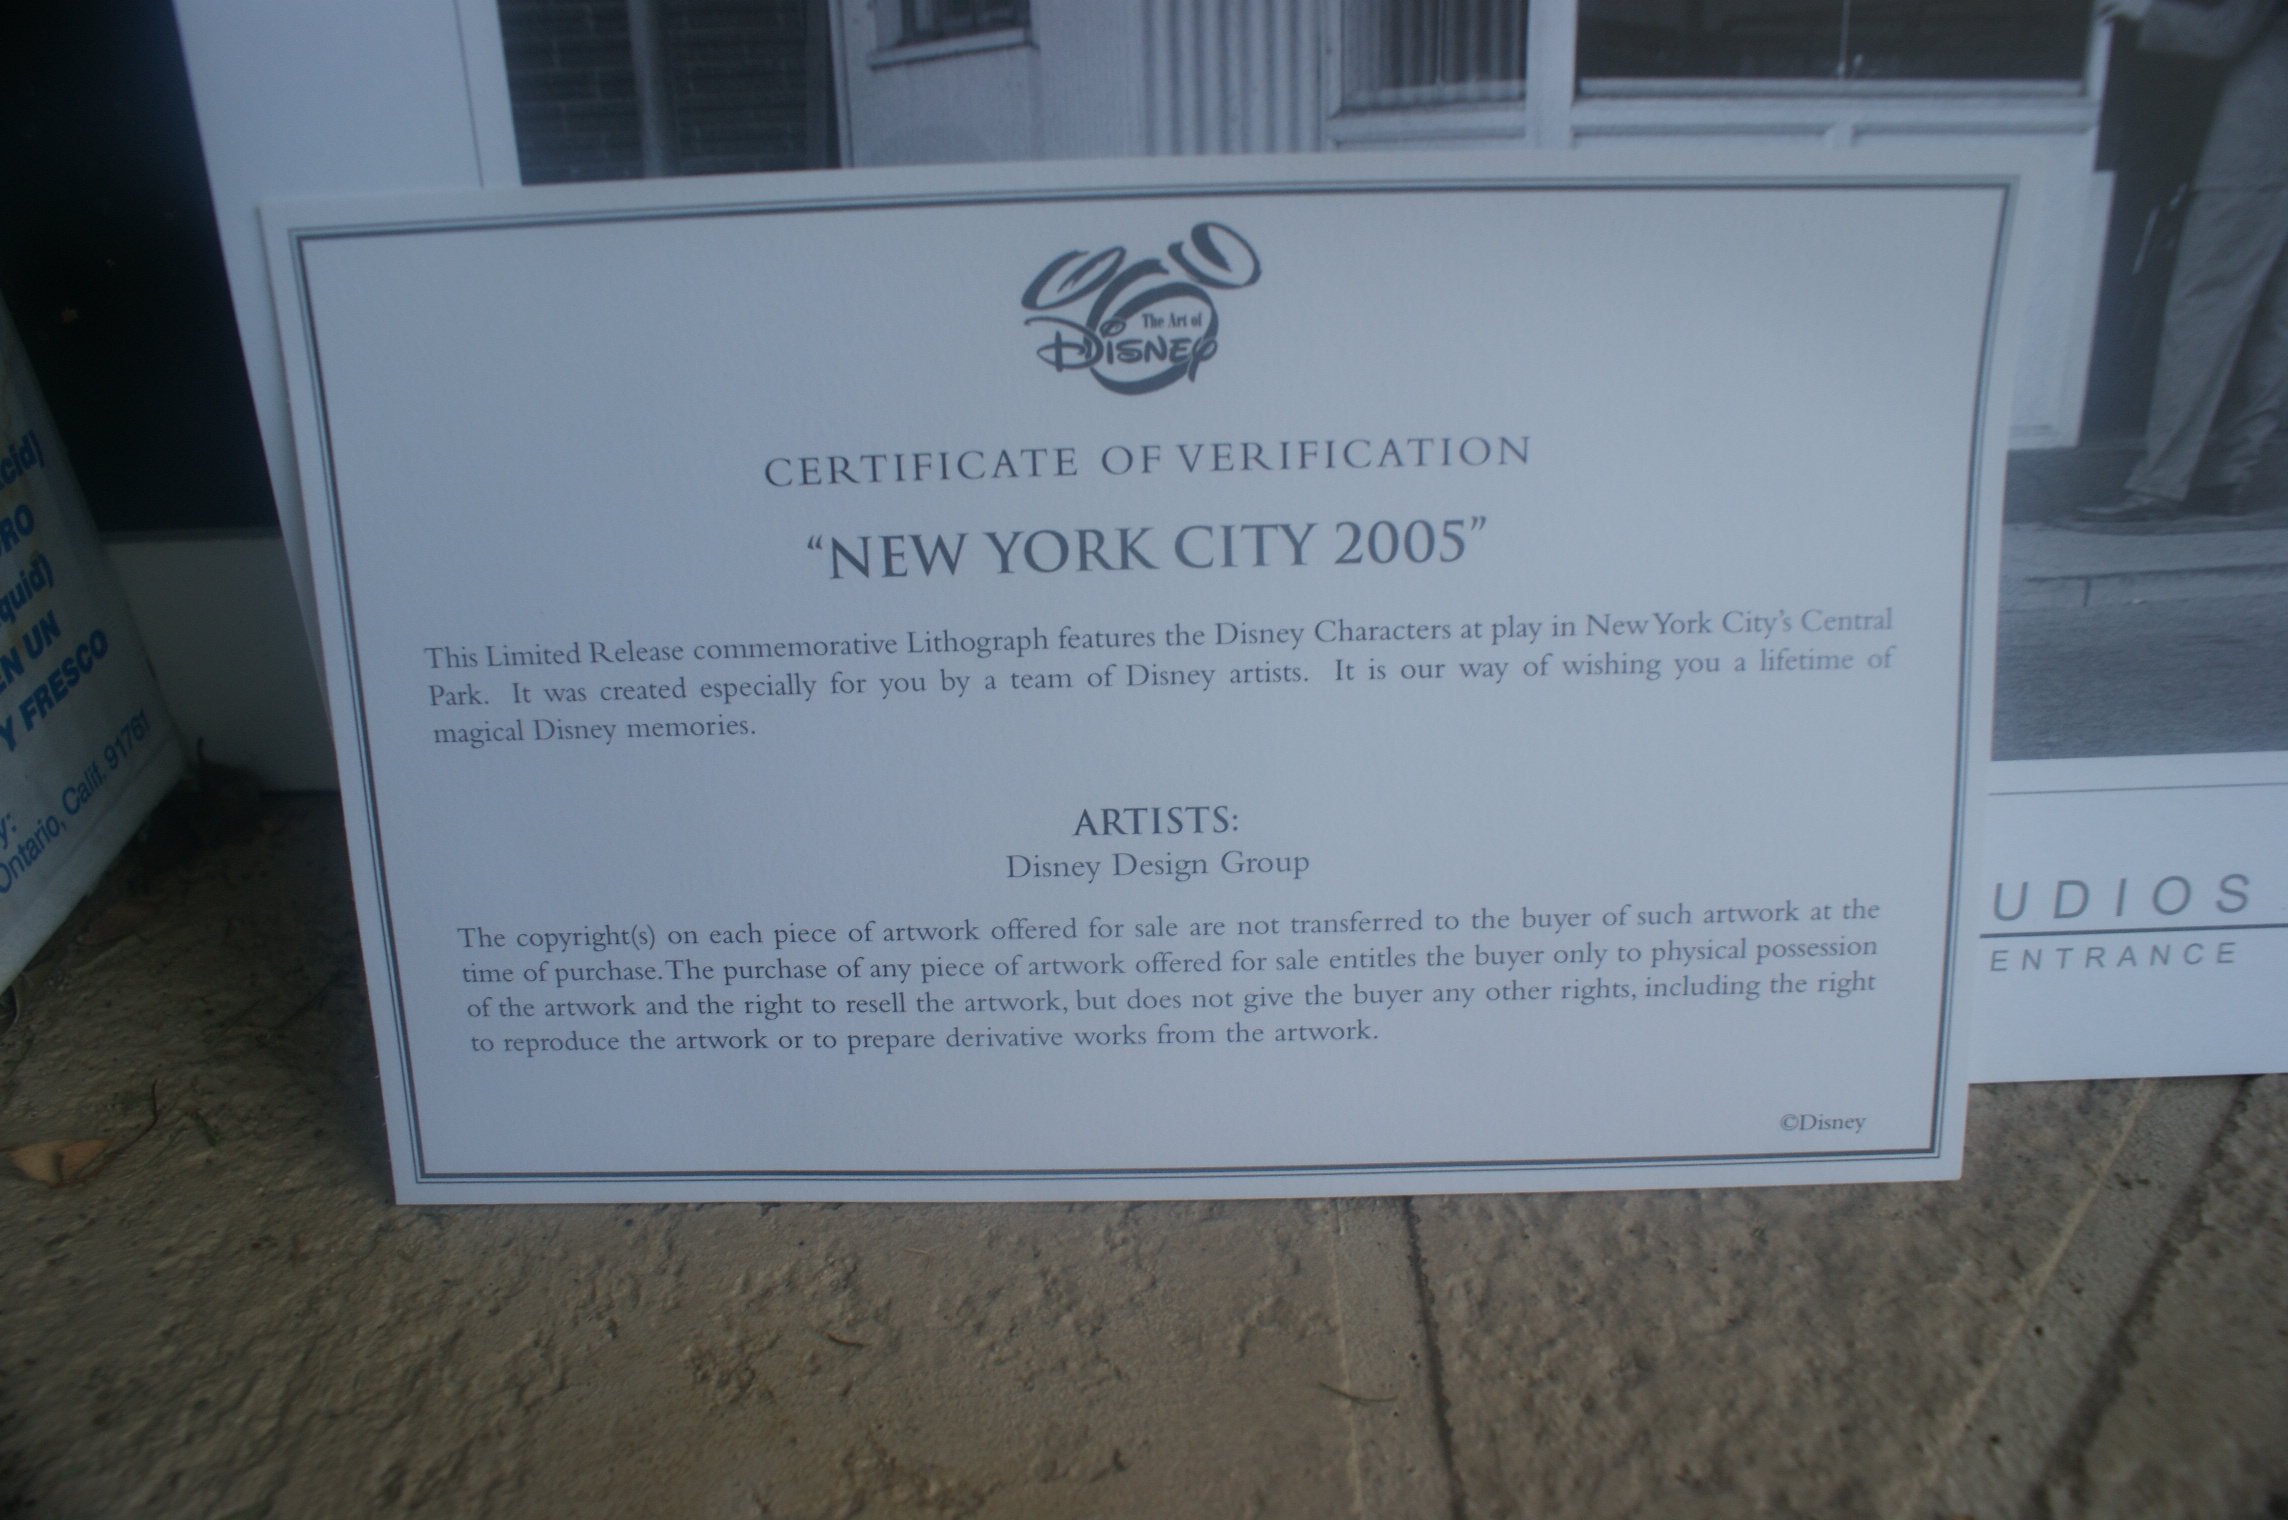 The Art of
Disney
CERTIFICATE OF VERIFICATION
“NEW YORK CITY 2005”
This Limited Release commemorative Lithograph features the Disney Characters at play in New York City’s Central
Park. It was created especially for you by a team of Disney artists. It is our way of wishing you a lifetime of
magical Disney memories.
ARTISTS:
Disney Design Group
The copyright(s) on each piece of artwork offered for sale are not transferred to the buyer of such artwork at the
time of purchase. The purchase of any piece of artwork offered for sale entitles the buyer only to physical possession
of the artwork and the right to resell the artwork, but does not give the buyer any other rights, including the right
to reproduce the artwork or to prepare derivative works from the artwork.
©Disney
UDIOS
ENTRANCE
cid)
RO
quid)
EN UN
Y FRESCO
y:
Ontario, Calif. 91761